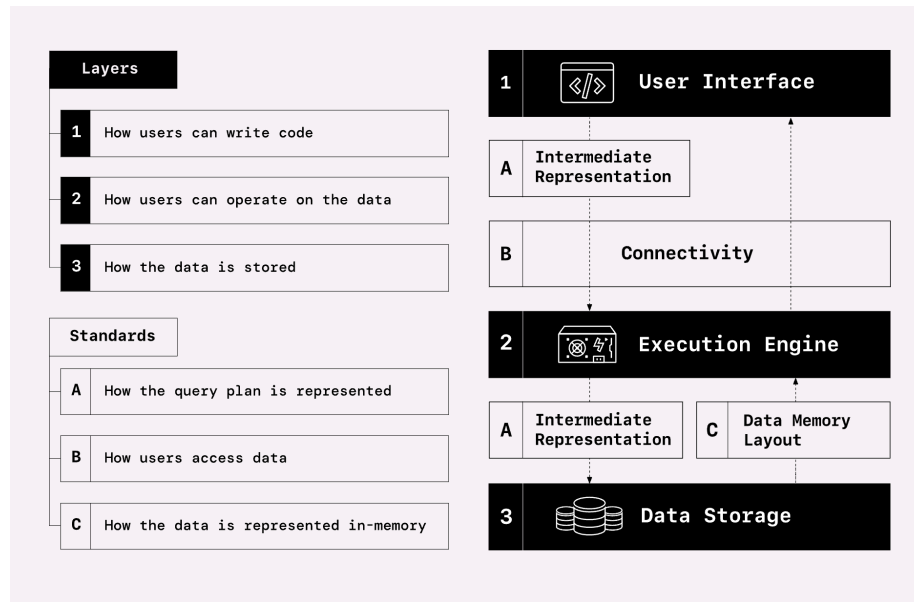 Layers
1 How users can write code
2 How users can operate on the data
3 How the data is stored
Standards
A How the query plan is represented
B How users access data
C How the data is represented in-memory
1 </> User Interface
A Intermediate
Representation
B Connectivity
2 Execution Engine
A Intermediate
Representation
C Data Memory
Layout
3 Data Storage